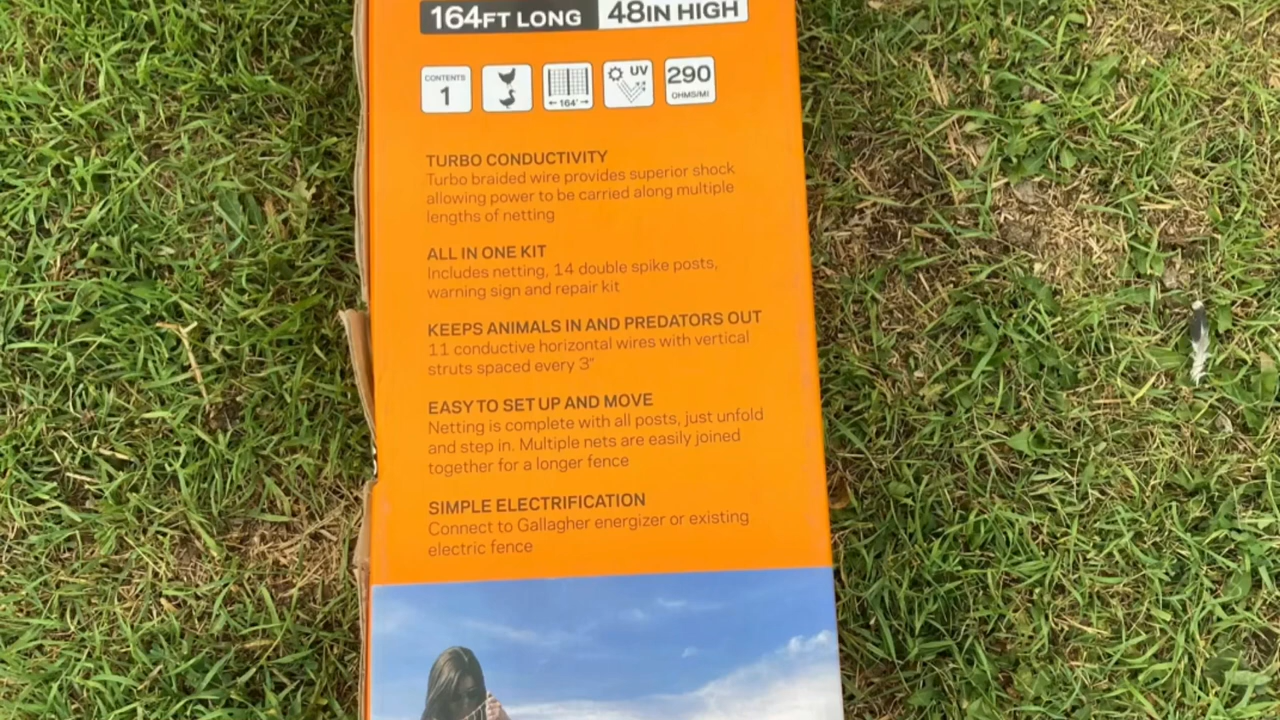 164FT LONG 48IN HIGH
CONTENTS
1
164'
UV
290
OHMS/MI
TURBO CONDUCTIVITY
Turbo braided wire provides superior shock
allowing power to be carried along multiple
lengths of netting
ALL IN ONE KIT
Includes netting, 14 double spike posts,
warning sign and repair kit
KEEPS ANIMALS IN AND PREDATORS OUT
11 conductive horizontal wires with vertical
struts spaced every 3"
EASY TO SET UP AND MOVE
Netting is complete with all posts, just unfold
and step in. Multiple nets are easily joined
together for a longer fence
SIMPLE ELECTRIFICATION
Connect to Gallagher energizer or existing
electric fence